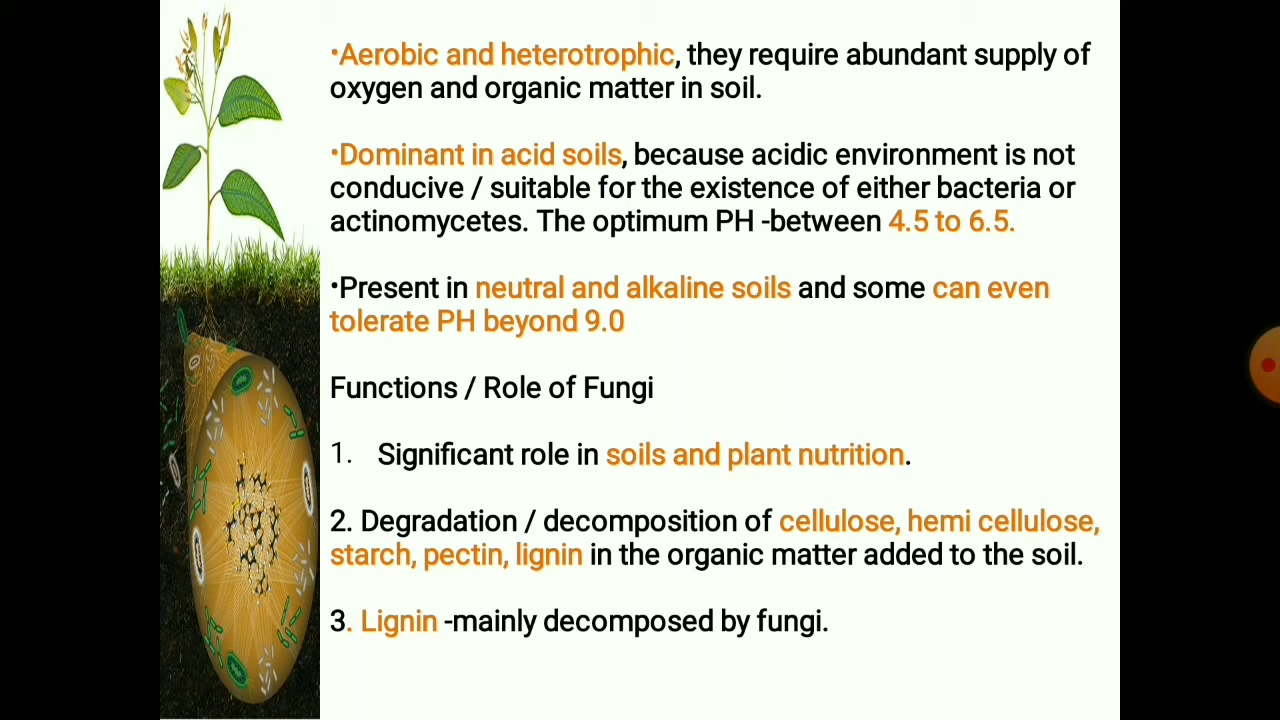 •Aerobic and heterotrophic, they require abundant supply of
oxygen and organic matter in soil.
•Dominant in acid soils, because acidic environment is not
conducive / suitable for the existence of either bacteria or
actinomycetes. The optimum PH -between 4.5 to 6.5.
•Present in neutral and alkaline soils and some can even
tolerate PH beyond 9.0
Functions / Role of Fungi
1. Significant role in soils and plant nutrition.
2. Degradation / decomposition of cellulose, hemi cellulose,
starch, pectin, lignin in the organic matter added to the soil.
3. Lignin -mainly decomposed by fungi.